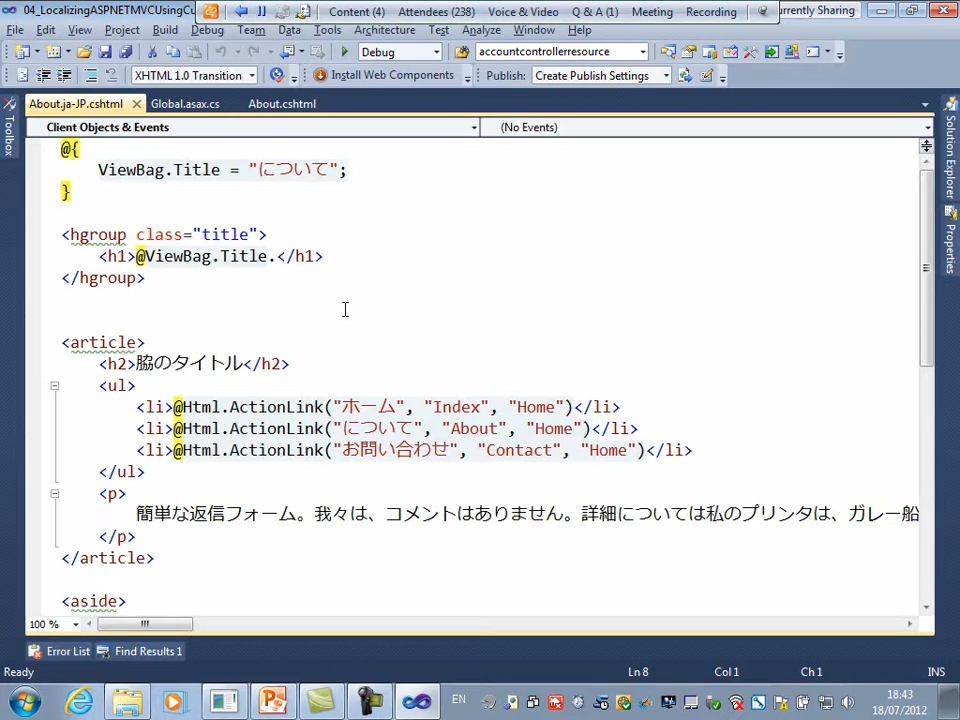 04_LocalizingASPNETMVCUsingCu
Content (4) Attendees (238) Voice & Video Q & A (1) Meeting Recording
urrently Sharing
File Edit View Project Build Debug Team Data Tools Architecture Test Analyze Window Help
Debug accountcontrollerresource
XHTML 1.0 Transition Install Web Components Publish: Create Publish Settings
About.ja-JP.cshtml Global.asax.cs About.cshtml
Client Objects & Events (No Events)
Toolbox
Solution Explorer
Properties
@{
ViewBag.Title = "について";
}
<hgroup class="title">
<h1>@ViewBag.Title.</h1>
</hgroup>
<article>
<h2>脇のタイトル</h2>
<ul>
<li>@Html.ActionLink("ホーム", "Index", "Home")</li>
<li>@Html.ActionLink("について", "About", "Home")</li>
<li>@Html.ActionLink("お問い合わせ", "Contact", "Home")</li>
</ul>
<p>
簡単な返信フォーム。我々は、コメントはありません。詳細については私のプリンタは、ガレー船
</p>
</article>
<aside>
100 %
Error List Find Results 1
Ready Ln 8 Col 1 Ch 1 INS
EN
18:43
18/07/2012